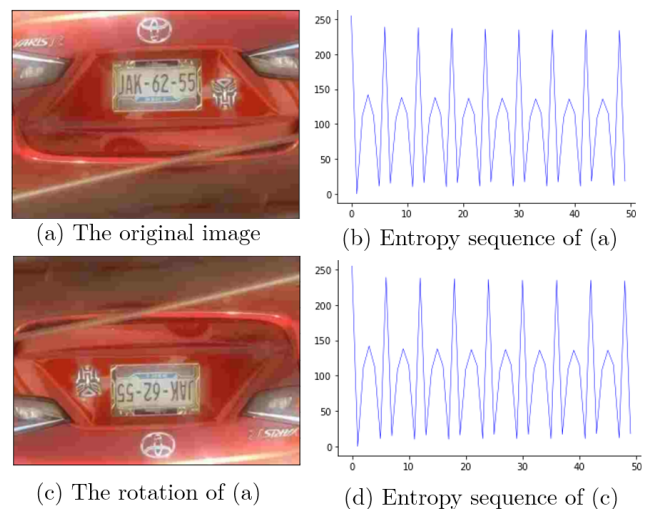 YARIS
JAK-62-55
250
200
150
100
50
0
0 10 20 30 40 50
(a) The original image
(b) Entropy sequence of (a)
JAK-62-55
250
200
150
100
50
0
0 10 20 30 40 50
(c) The rotation of (a)
(d) Entropy sequence of (c)